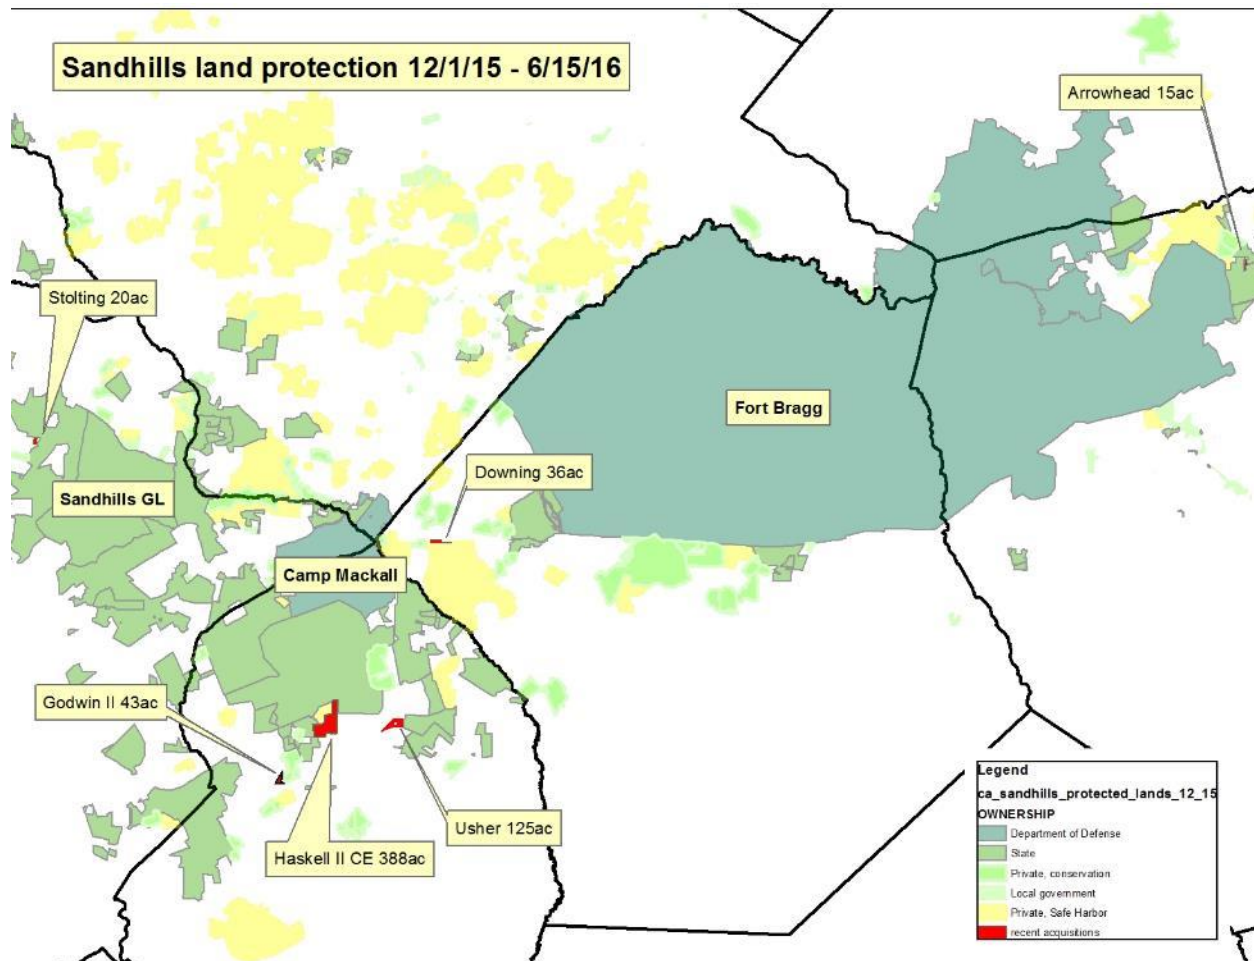 Sandhills land protection 12/1/15 - 6/15/16
Arrowhead 15ac
Stolting 20ac
Fort Bragg
Downing 36ac
Sandhills GL
Camp Mackall
Godwin II 43ac
Usher 125ac
Haskell II CE 388ac
Legend
ca_sandhills_protected_lands_12_15
OWNERSHIP
Department of Defense
State
Private, conservation
Local government
Private, Safe Harbor
recent acquisitions